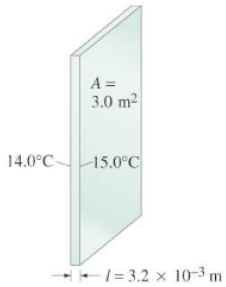 A =
3.0 m²
14.0°C
15.0°C
l = 3.2 × 10⁻³ m